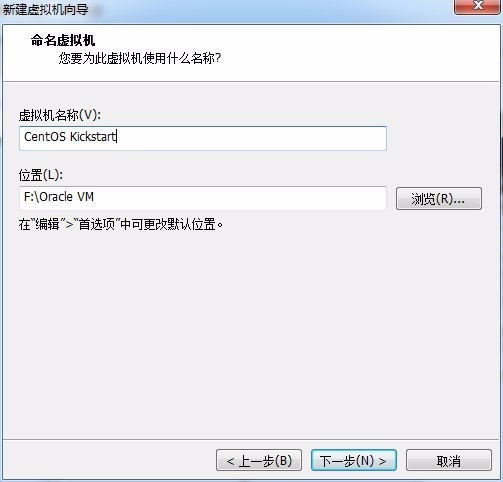 新建虚拟机向导
命名虚拟机
您要为此虚拟机使用什么名称?
虚拟机名称(V):
CentOS Kickstart
位置(L):
F:\Oracle VM
浏览(R)...
在“编辑”>“首选项”中可更改默认位置。
< 上一步(B)
下一步(N) >
取消